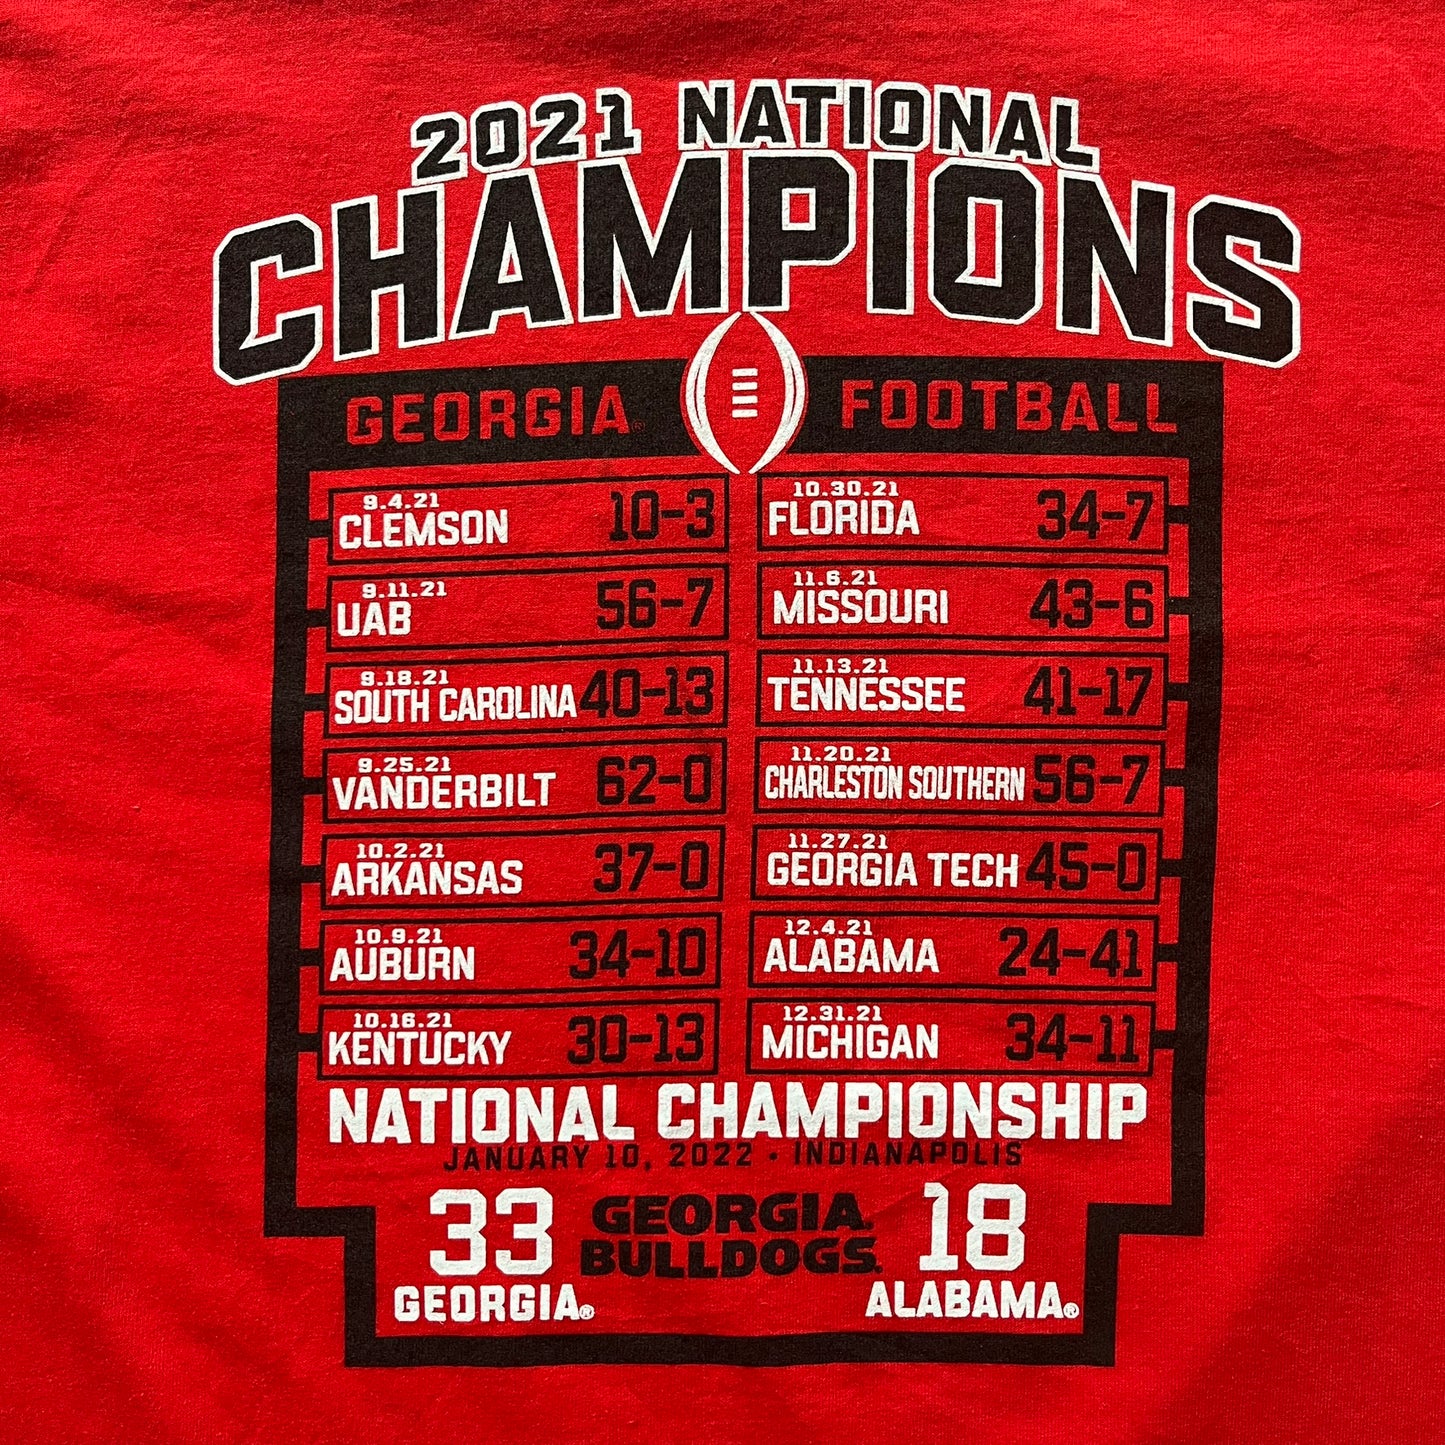 2021 NATIONAL
CHAMPIONS
GEORGIA® FOOTBALL
9.4.21
CLEMSON 10-3
9.11.21
UAB 56-7
9.18.21
SOUTH CAROLINA 40-13
9.25.21
VANDERBILT 62-0
10.2.21
ARKANSAS 37-0
10.9.21
AUBURN 34-10
10.16.21
KENTUCKY 30-13
10.30.21
FLORIDA 34-7
11.6.21
MISSOURI 43-6
11.13.21
TENNESSEE 41-17
11.20.21
CHARLESTON SOUTHERN 56-7
11.27.21
GEORGIA TECH 45-0
12.4.21
ALABAMA 24-41
12.31.21
MICHIGAN 34-11
NATIONAL CHAMPIONSHIP
JANUARY 10, 2022 • INDIANAPOLIS
33
GEORGIA®
GEORGIA
BULLDOGS
18
ALABAMA®